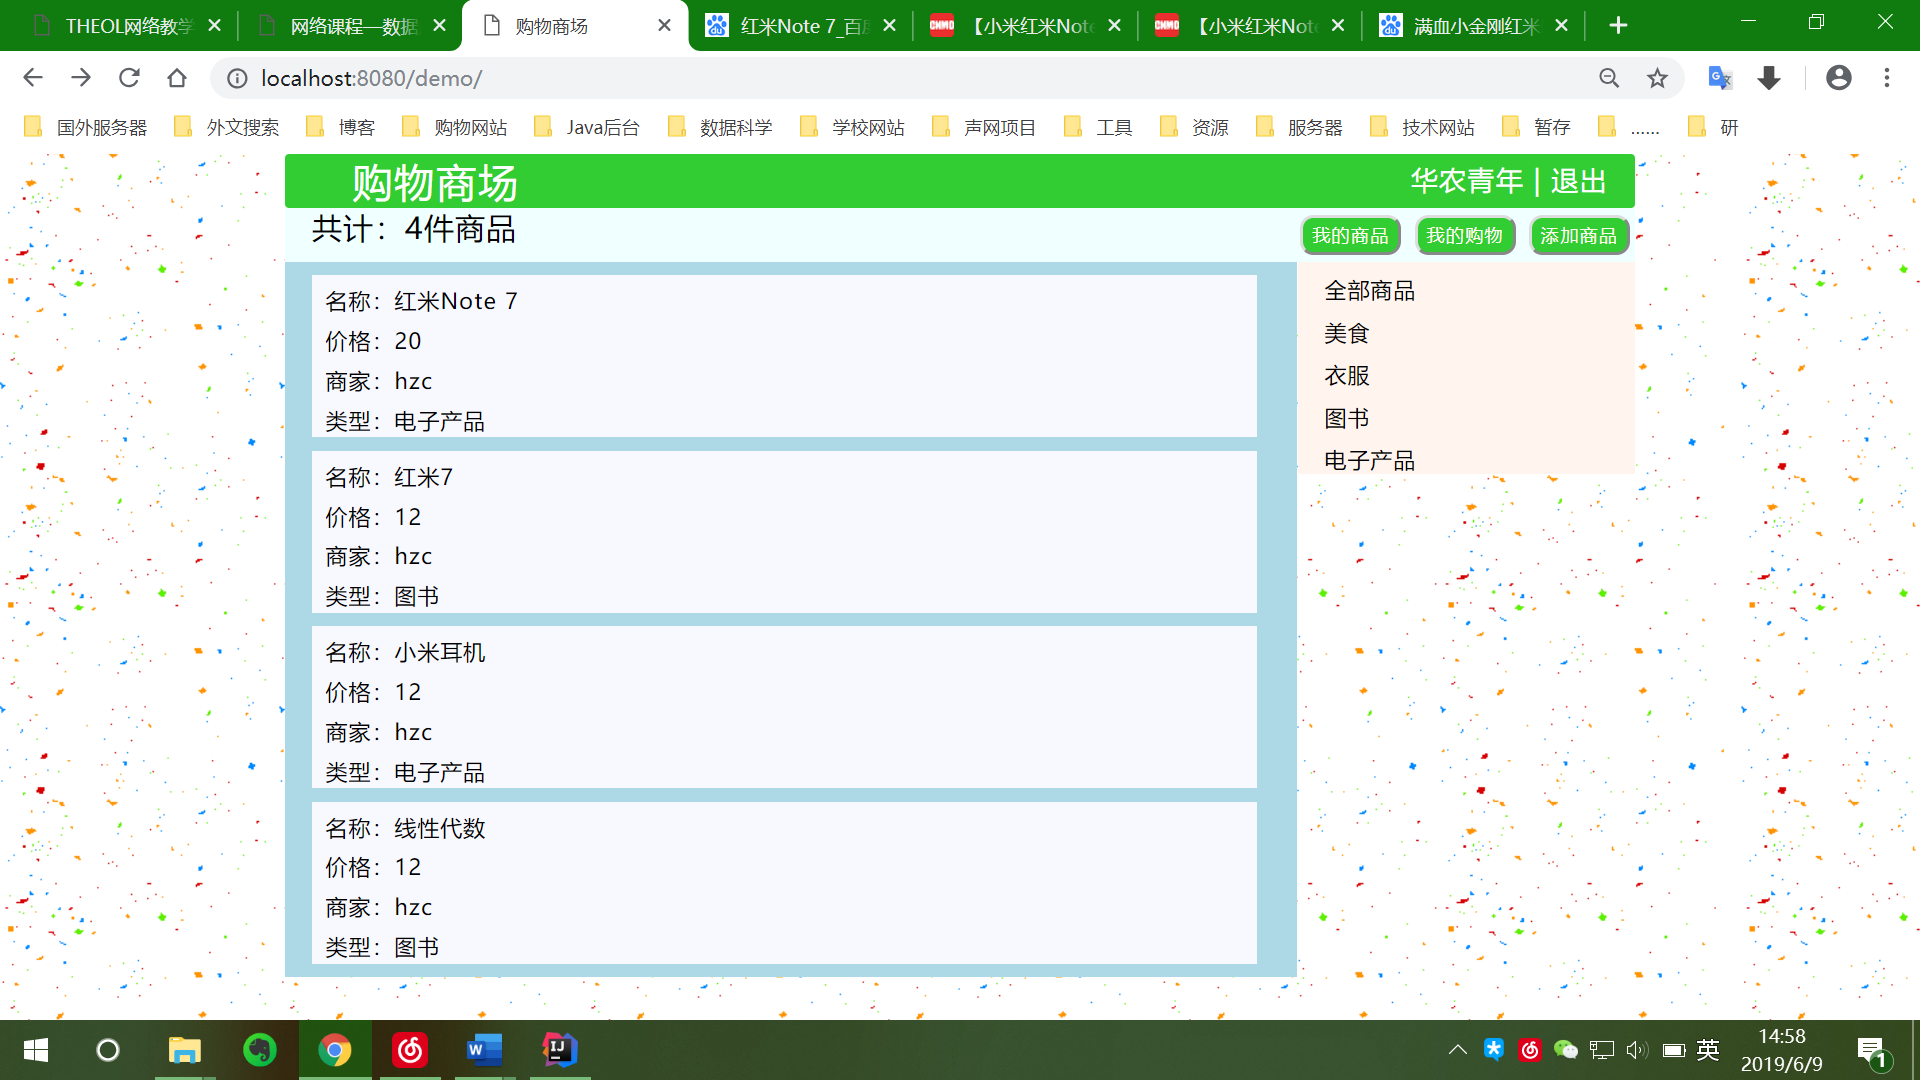 THEOL网络教学
网络课程—数据
购物商场
红米Note 7_百度
【小米红米Note
【小米红米Note
满血小金刚红米
localhost:8080/demo/
国外服务器
外文搜索
博客
购物网站
Java后台
数据科学
学校网站
声网项目
工具
资源
服务器
技术网站
暂存
......
研
购物商场
华农青年 | 退出
共计：4件商品
我的商品
我的购物
添加商品
名称：红米Note 7
价格：20
商家：hzc
类型：电子产品
名称：红米7
价格：12
商家：hzc
类型：图书
名称：小米耳机
价格：12
商家：hzc
类型：电子产品
名称：线性代数
价格：12
商家：hzc
类型：图书
全部商品
美食
衣服
图书
电子产品
英
14:58
2019/6/9
1